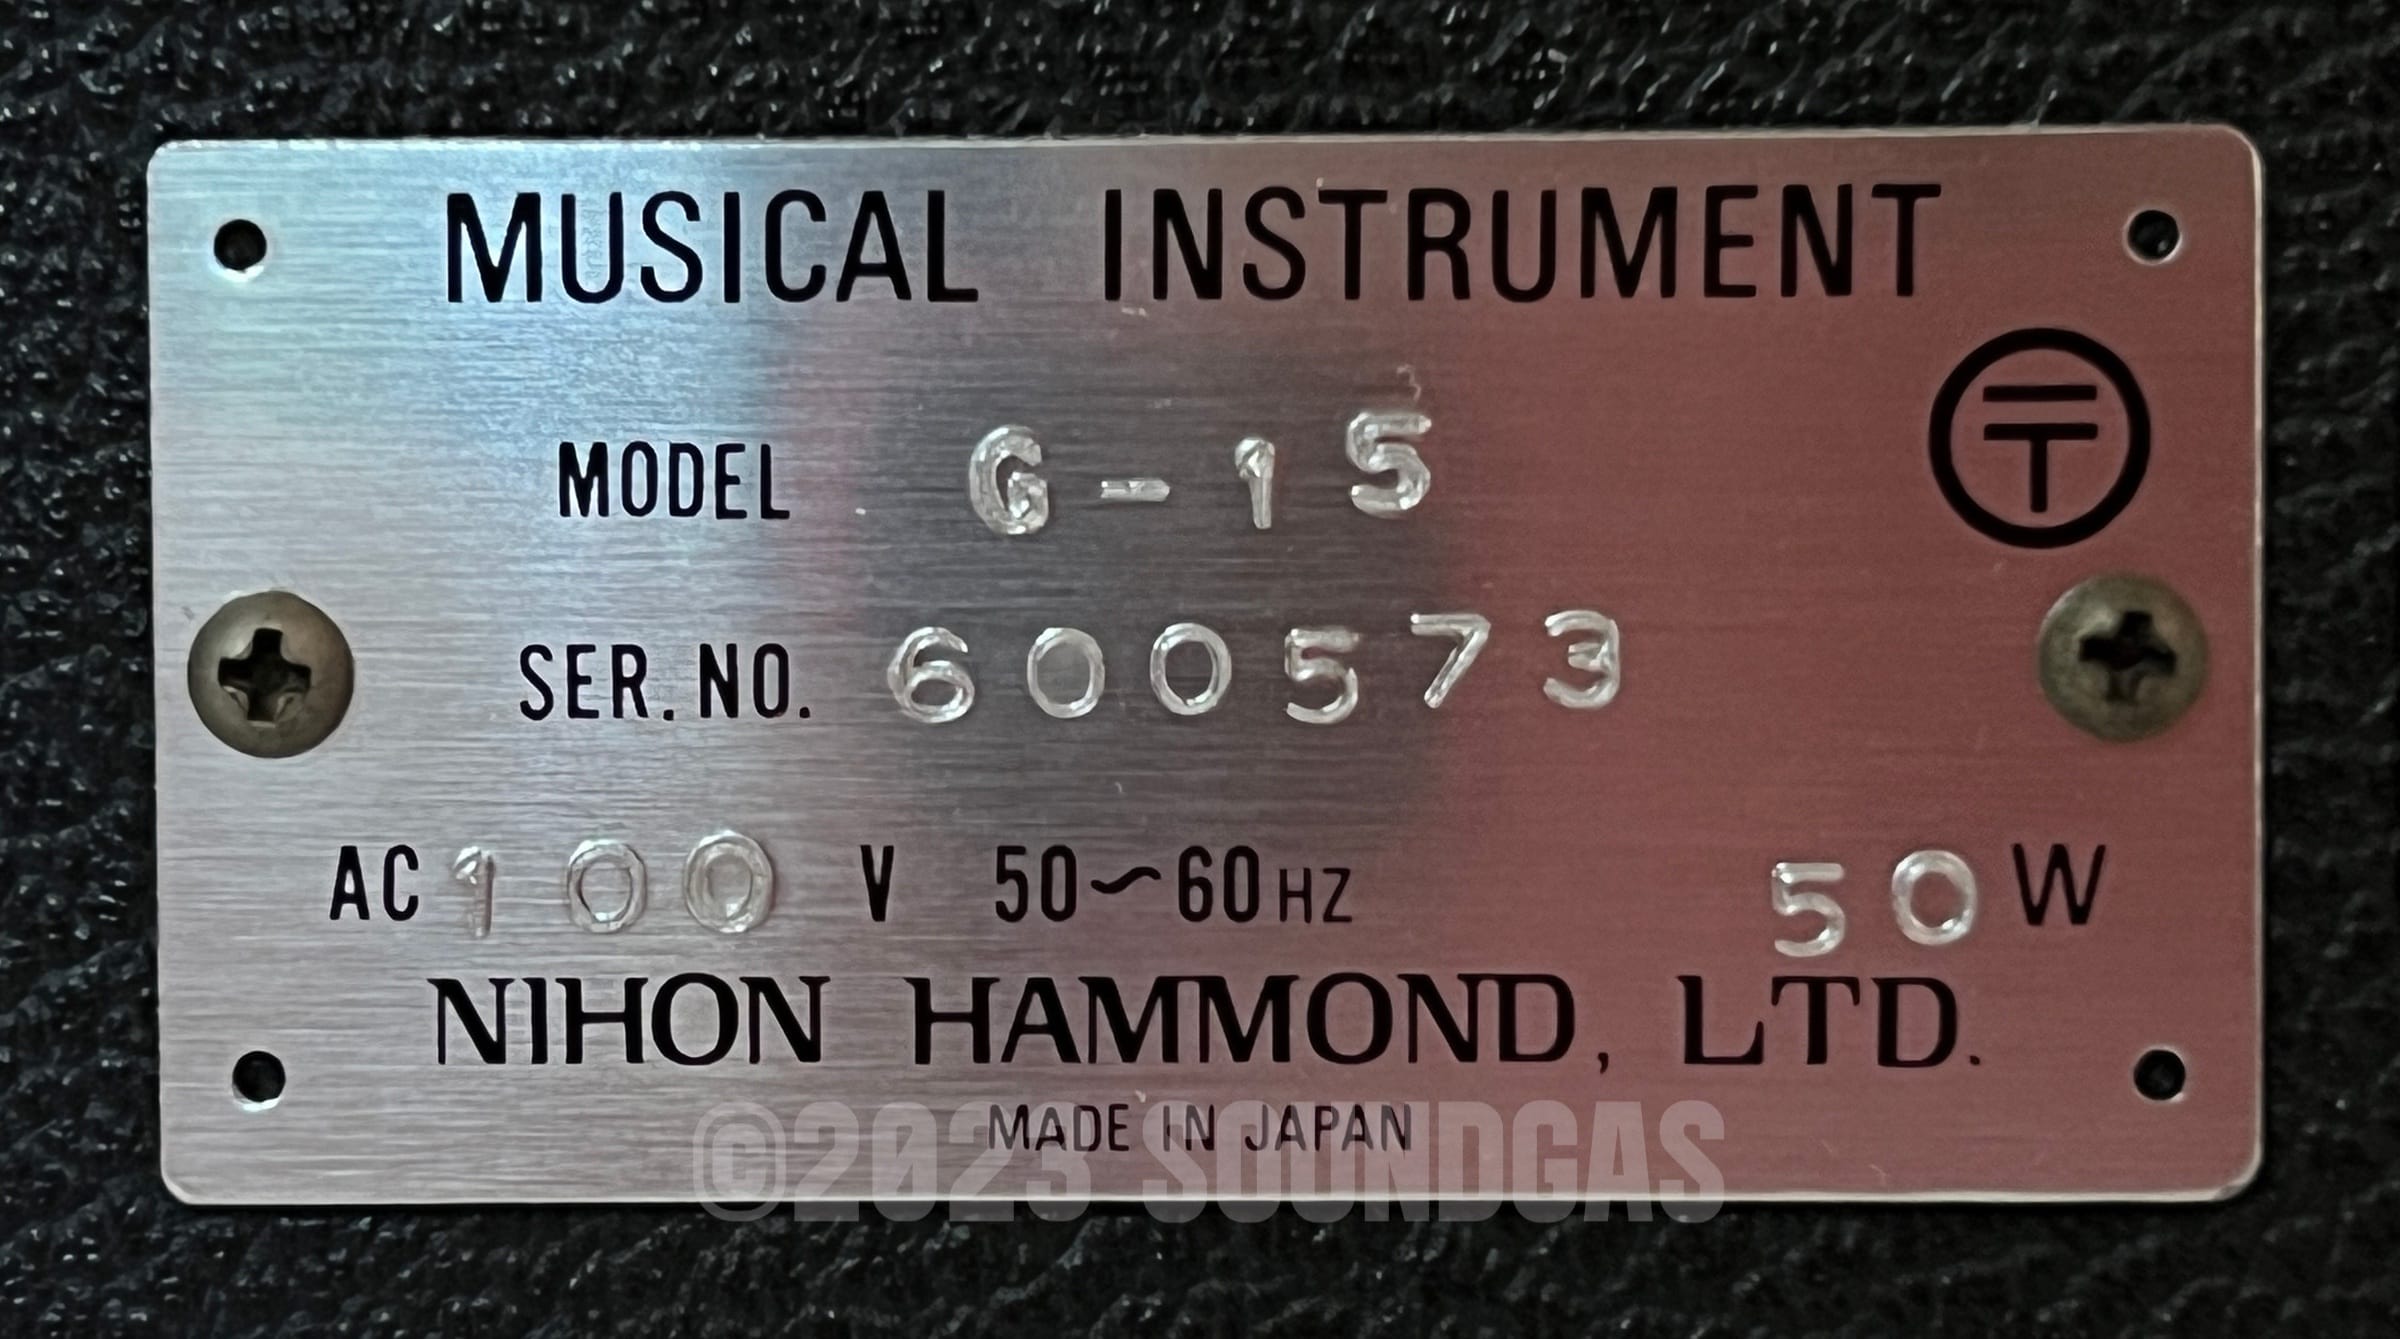 MUSICAL INSTRUMENT
〒
MODEL G-15
SER. NO. 600573
AC 100 V 50~60HZ 50 W
NIHON HAMMOND, LTD.
MADE IN JAPAN
©2023 SOUNDGAS